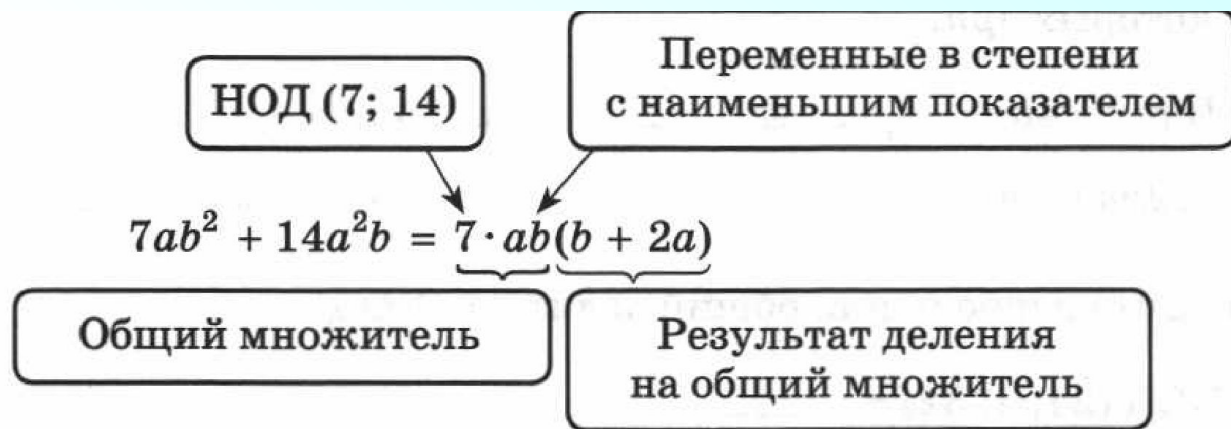 НОД (7; 14)
Переменные в степени
с наименьшим показателем
7ab² + 14a²b = 7 · ab(b + 2a)
Общий множитель
Результат деления
на общий множитель